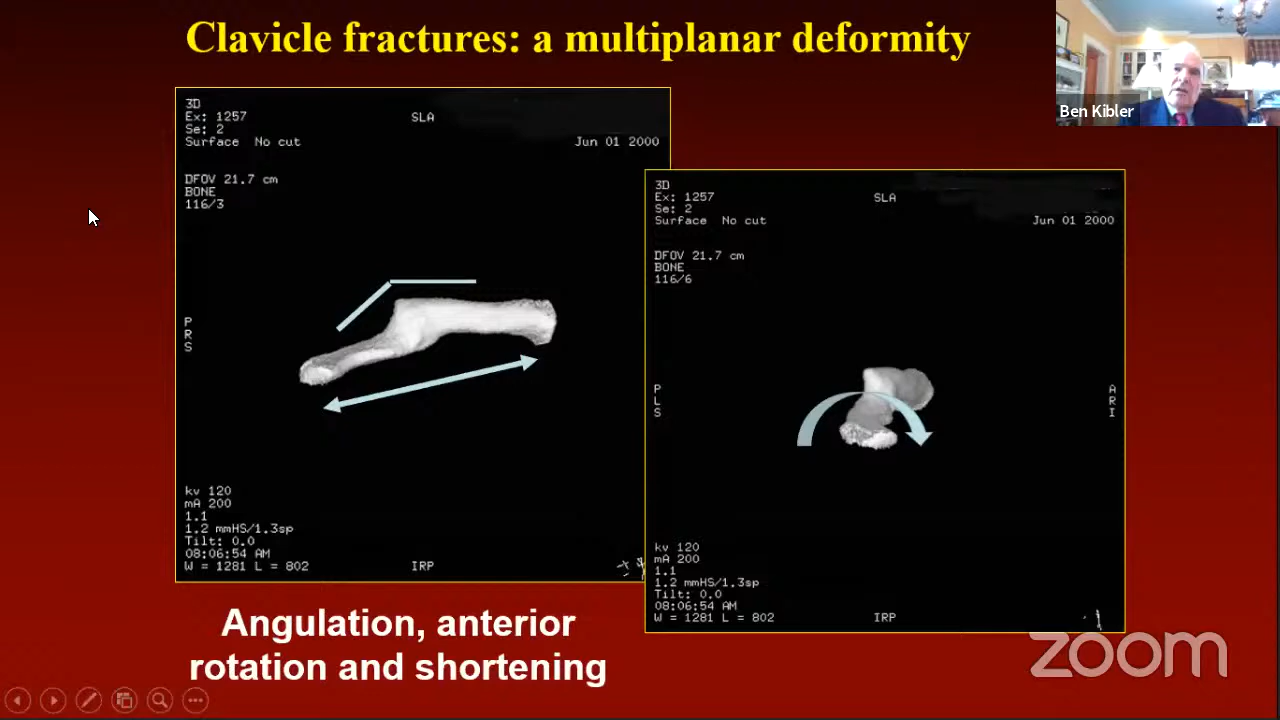 Clavicle fractures: a multiplanar deformity
Ben Kibler
3D
Ex: 1257
Se: 2
Surface No cut
SLA
Jun 01 2000
DFOV 21.7 cm
BONE
116/3
P
R
S
kv 120
mA 200
1.1
1.2 mmHS/1.3sp
Tilt: 0.0
08:06:54 AM
W = 1281 L = 802
IRP
3D
Ex: 1257
Se: 2
Surface No cut
SLA
Jun 01 2000
DFOV 21.7 cm
BONE
116/6
P
L
S
A
R
I
kv 120
mA 200
1.1
1.2 mmHS/1.3sp
Tilt: 0.0
08:06:54 AM
W = 1281 L = 802
IRP
Angulation, anterior
rotation and shortening
zoom